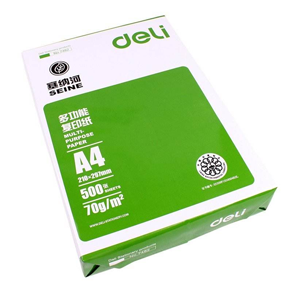 deli
塞纳河
SEINE
多功能
复印纸
MULTI-
PURPOSE
PAPER
A4
210×297mm
500张
SHEETS
70g/m²
deli